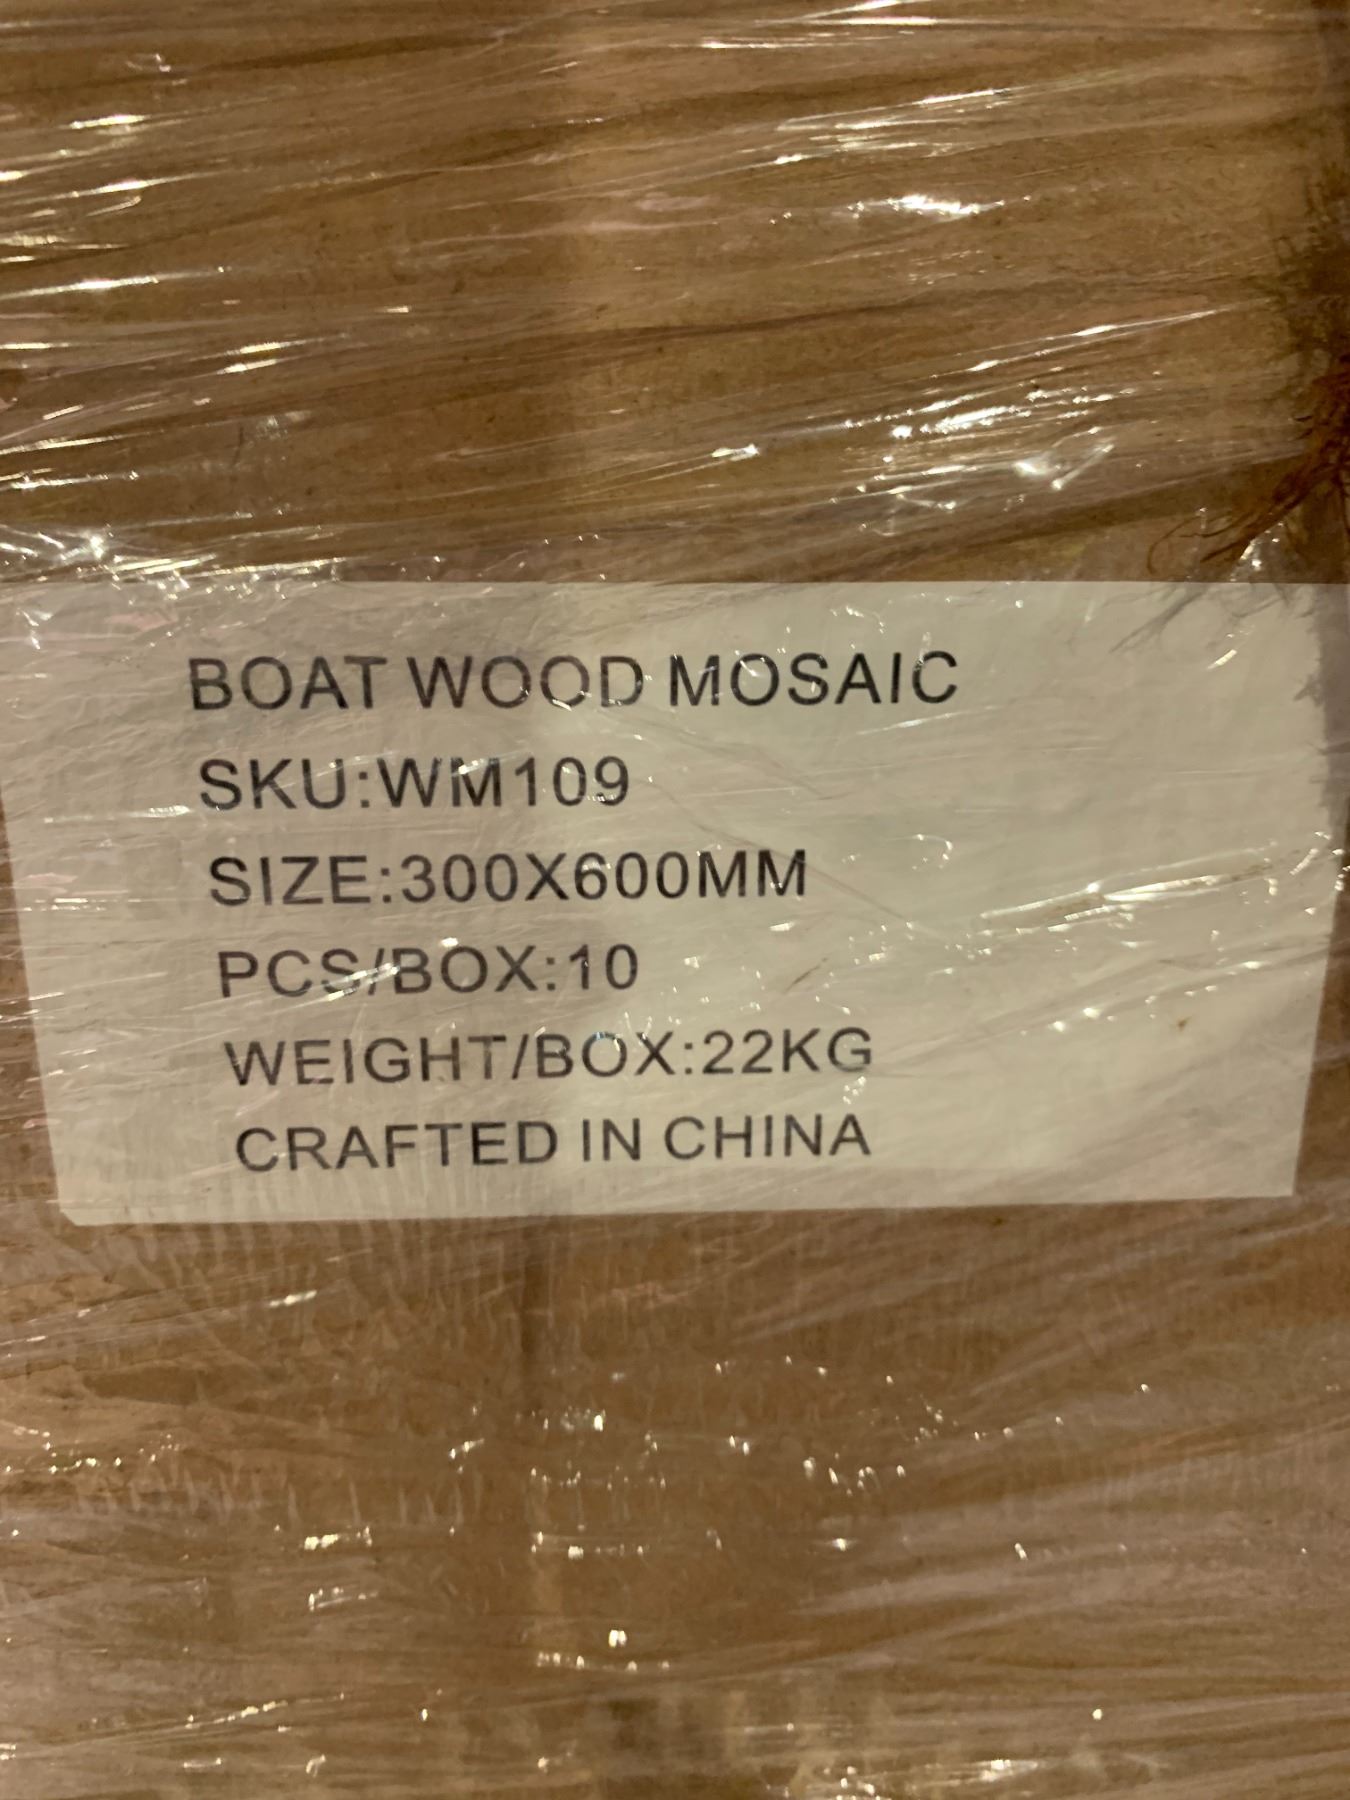 BOAT WOOD MOSAIC
SKU:WM109
SIZE:300X600MM
PCS/BOX:10
WEIGHT/BOX:22KG
CRAFTED IN CHINA